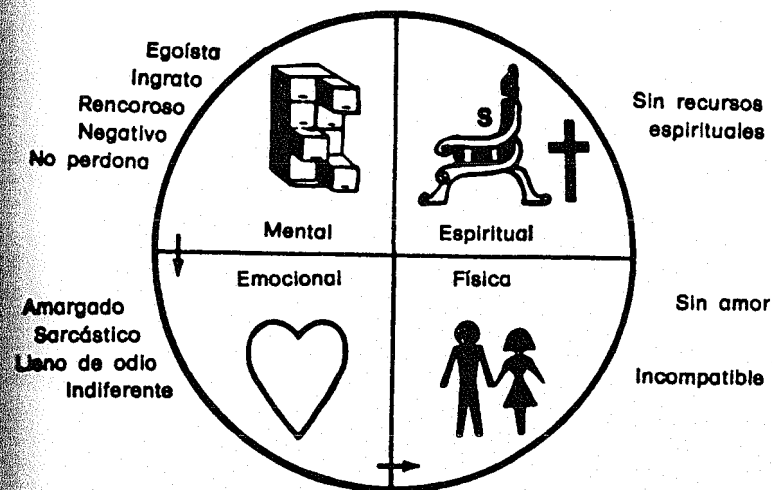 Egoísta
Ingrato
Rencoroso
Negativo
No perdona
Mental
S
Espiritual
Sin recursos
espirituales
Emocional
Amargado
Sarcástico
Lleno de odio
Indiferente
Física
Sin amor
Incompatible